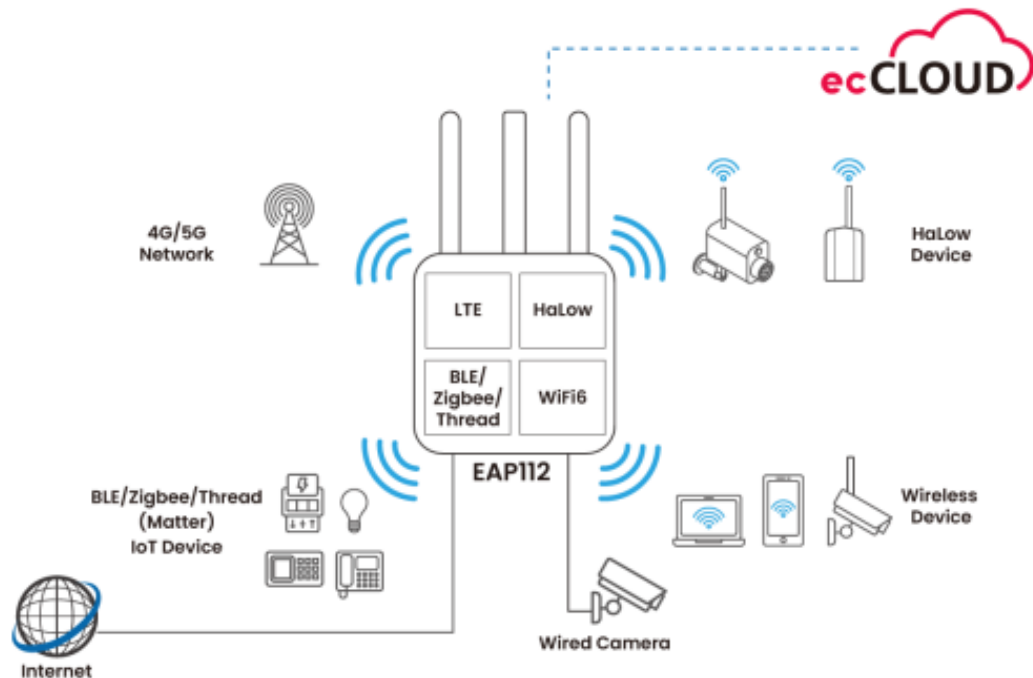 ecCLOUD
4G/5G
Network
LTE
HaLow
HaLow
Device
BLE/
Zigbee/
Thread
WiFi6
EAP112
BLE/Zigbee/Thread
(Matter)
IoT Device
Wireless
Device
Wired Camera
Internet